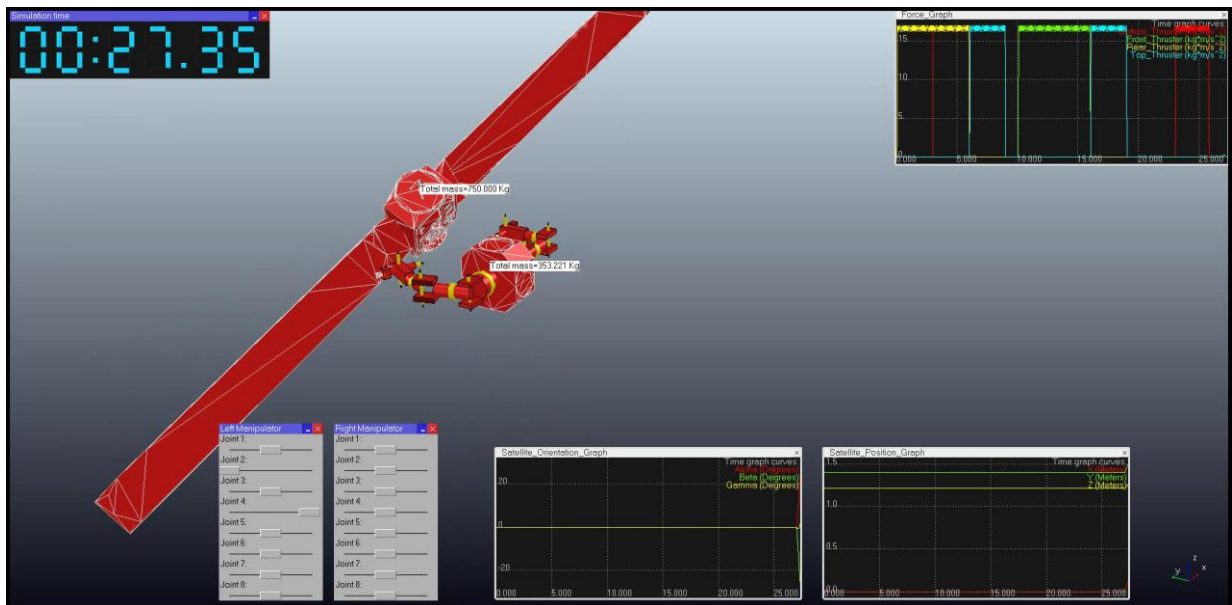 Simulation time
00:27.35
Force_Graph
Time graph curves:
Front_Thruster (kg*m/s^2)
Rear_Thruster (kg*m/s^2)
Top_Thruster (kg*m/s^2)
15.
10.
5.
0.
0.000 5.000 10.000 15.000 20.000 25.000
Total mass=750.000 Kg
Total mass=353.221 Kg
Left Manipulator
Joint 1:
Joint 2:
Joint 3:
Joint 4:
Joint 5:
Joint 6:
Joint 7:
Joint 8:
Right Manipulator
Joint 1:
Joint 2:
Joint 3:
Joint 4:
Joint 5:
Joint 6:
Joint 7:
Joint 8:
Satellite_Orientation_Graph
Time graph curves:
Alpha (Degrees)
Beta (Degrees)
Gamma (Degrees)
20.
0
-20.
0.000 5.000 10.000 15.000 20.000 25.000
Satellite_Position_Graph
Time graph curves:
X (Meters)
Y (Meters)
Z (Meters)
1.5
1.0
0.5
0.0
0.000 5.000 10.000 15.000 20.000 25.000
z
y
x